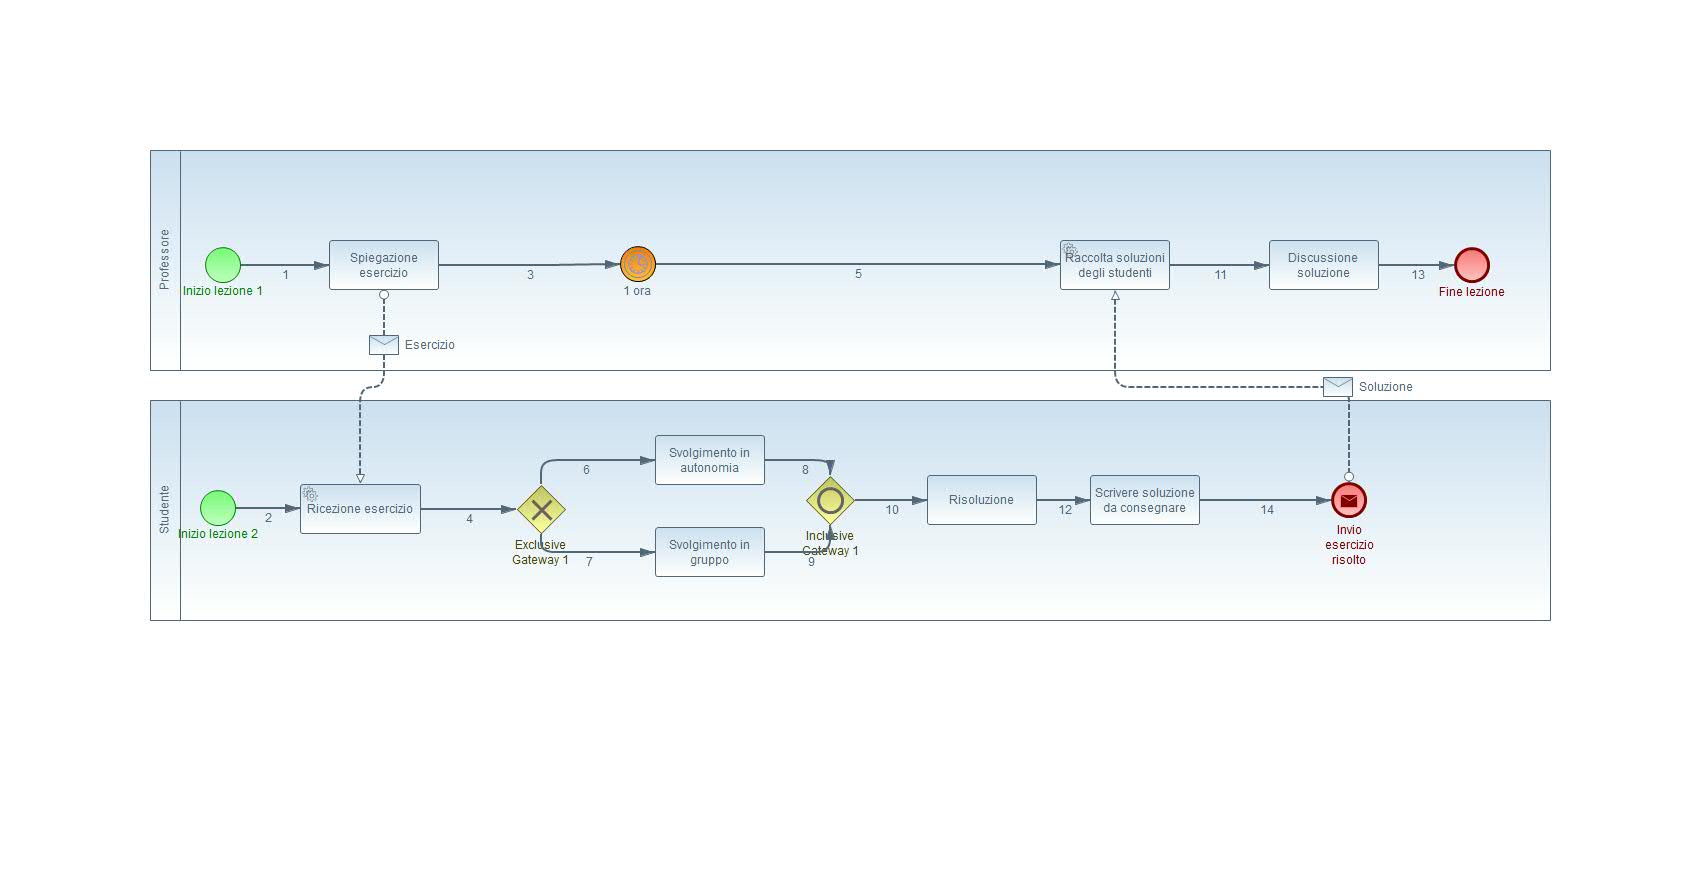 Professore
Inizio lezione 1
1
Spiegazione
esercizio
3
1 ora
5
Raccolta soluzioni
degli studenti
11
Discussione
soluzione
13
Fine lezione
Esercizio
Soluzione
Studente
Inizio lezione 2
2
Ricezione esercizio
4
Exclusive
Gateway 1
6
Svolgimento in
autonomia
8
7
Svolgimento in
gruppo
9
Inclusive
Gateway 1
10
Risoluzione
12
Scrivere soluzione
da consegnare
14
Invio
esercizio
risolto